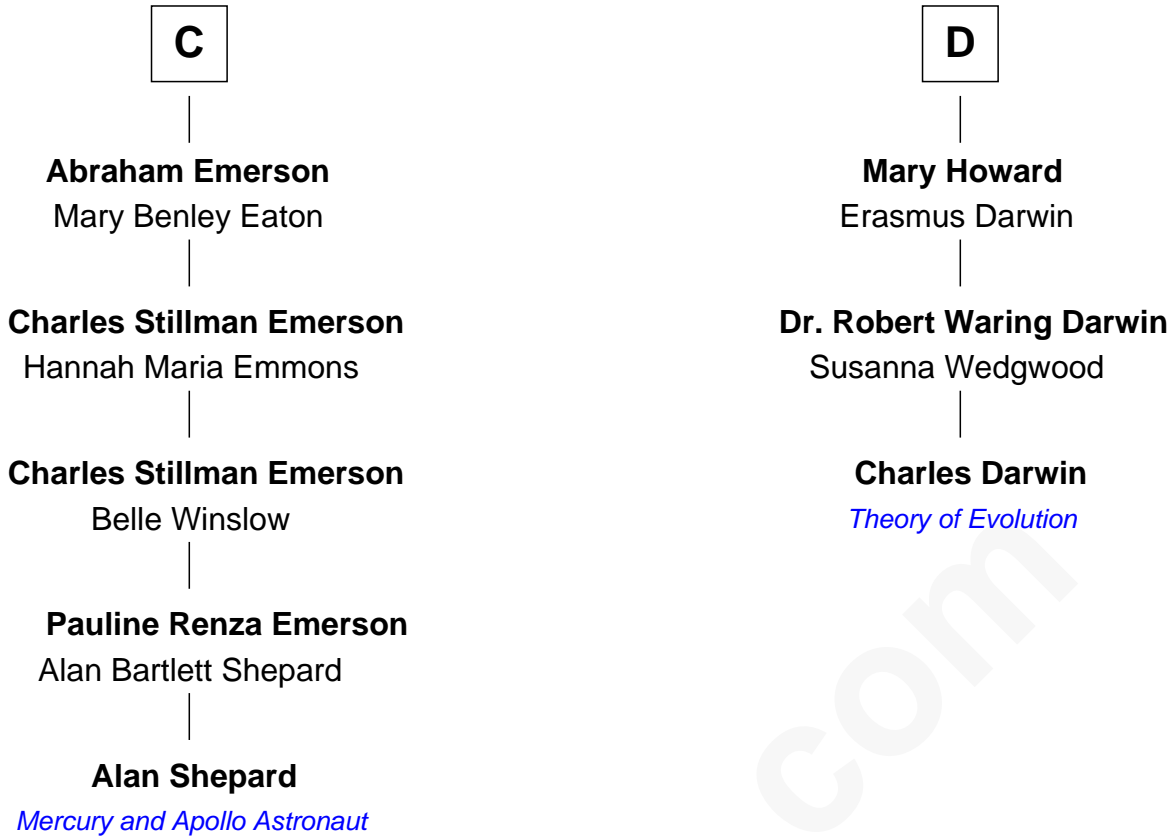 C
Abraham Emerson
Mary Benley Eaton
Charles Stillman Emerson
Hannah Maria Emmons
Charles Stillman Emerson
Belle Winslow
Pauline Renza Emerson
Alan Bartlett Shepard
Alan Shepard
Mercury and Apollo Astronaut
D
Mary Howard
Erasmus Darwin
Dr. Robert Waring Darwin
Susanna Wedgwood
Charles Darwin
Theory of Evolution
com